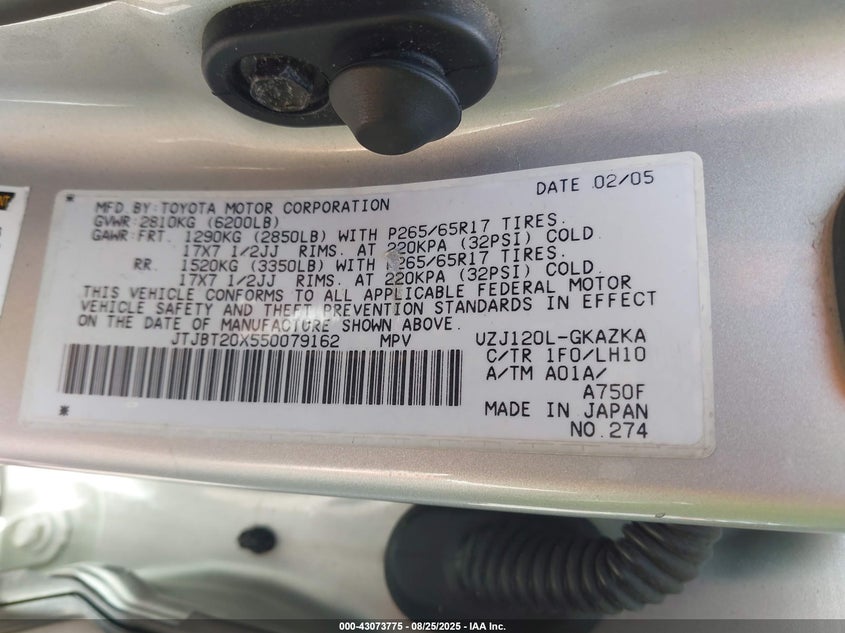 DATE 02/05
MFD BY:TOYOTA MOTOR CORPORATION
GVWR:2810KG (6200LB)
GAWR:FRT. 1290KG (2850LB) WITH P265/65R17 TIRES.
17X7 1/2JJ RIMS. AT 220KPA (32PSI) COLD.
RR. 1520KG (3350LB) WITH P265/65R17 TIRES.
17X7 1/2JJ RIMS. AT 220KPA (32PSI) COLD.
THIS VEHICLE CONFORMS TO ALL APPLICABLE FEDERAL MOTOR
VEHICLE SAFETY AND THEFT PREVENTION STANDARDS IN EFFECT
ON THE DATE OF MANUFACTURE SHOWN ABOVE.
JTJBT20X550079162 MPV UZJ120L-GKAZKA
C/TR 1F0/LH10
A/TM A01A/
A750F
MADE IN JAPAN
NO.274
000-43073775 - 08/25/2025 - IAA Inc.